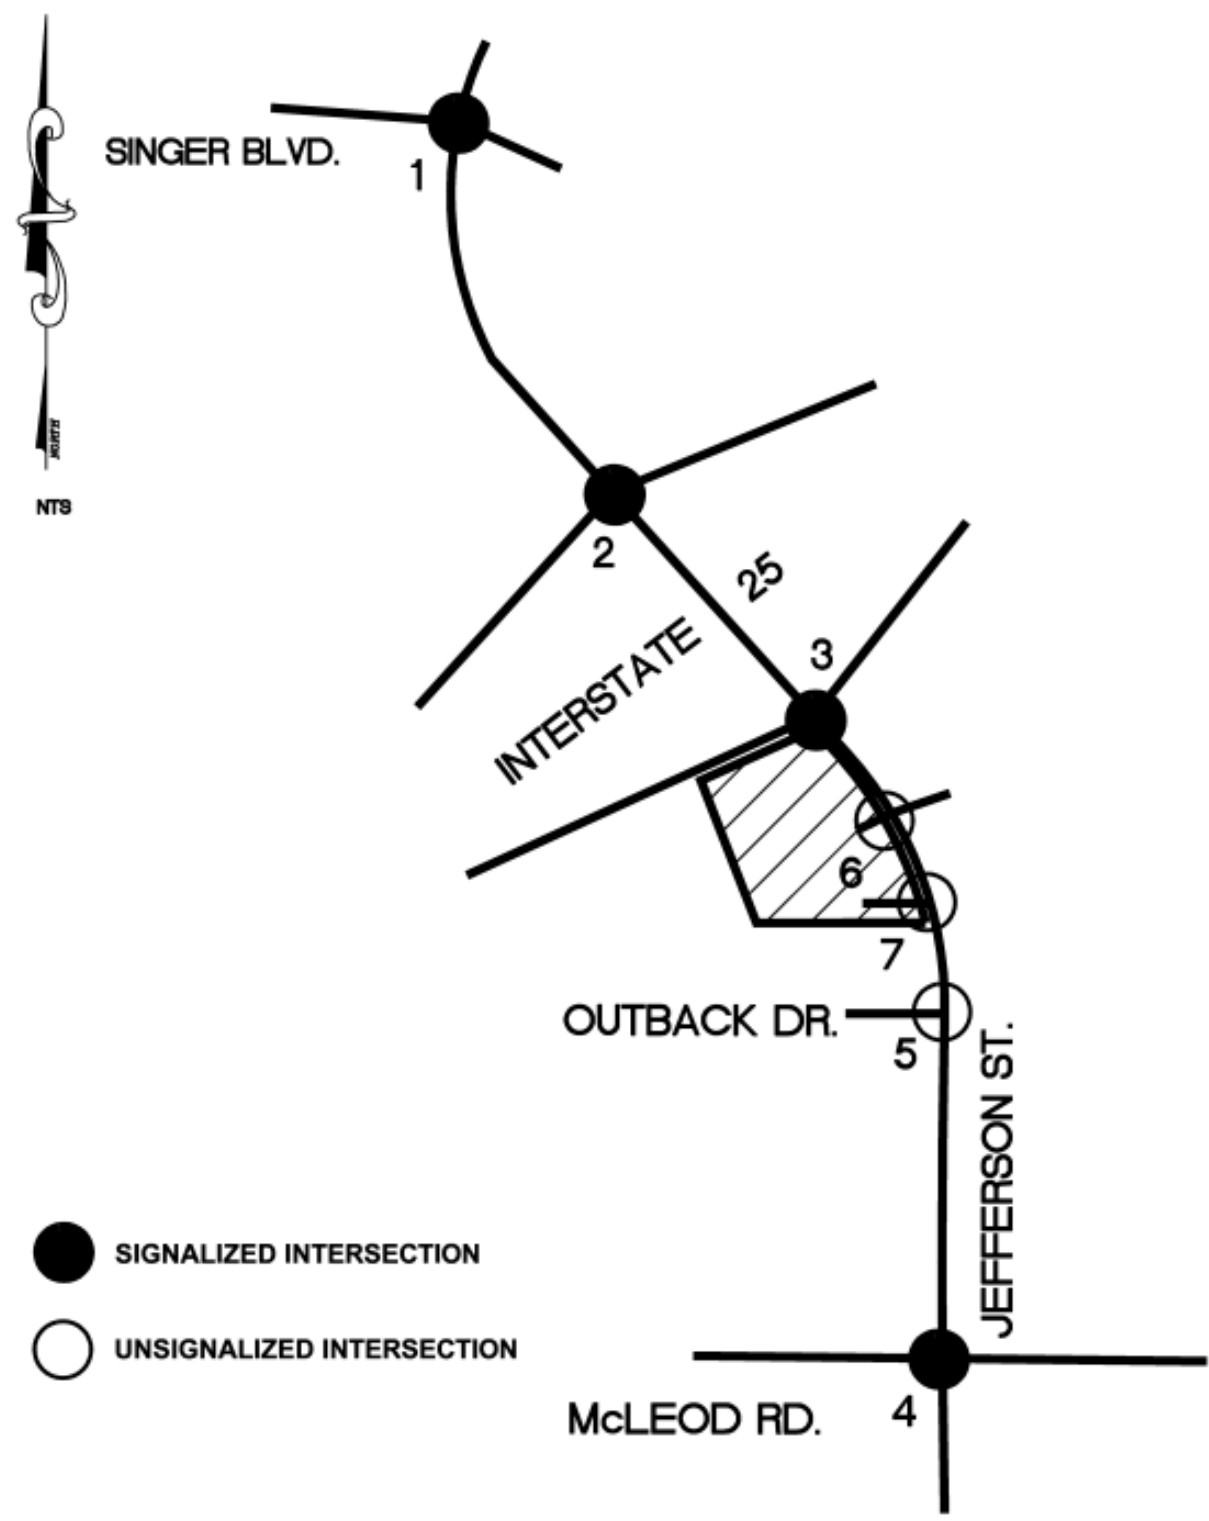 SINGER BLVD.
1
NORTH
NTS
2
25
INTERSTATE
3
6
7
OUTBACK DR.
5
JEFFERSON ST.
SIGNALIZED INTERSECTION
UNSIGNALIZED INTERSECTION
4
McLEOD RD.